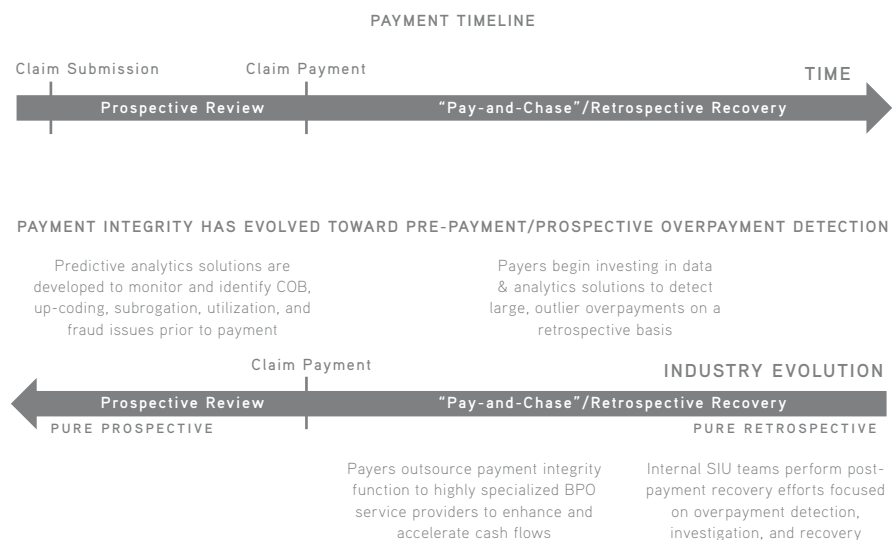 PAYMENT TIMELINE
Claim Submission
Claim Payment
TIME
Prospective Review
“Pay-and-Chase”/Retrospective Recovery
PAYMENT INTEGRITY HAS EVOLVED TOWARD PRE-PAYMENT/PROSPECTIVE OVERPAYMENT DETECTION
Predictive analytics solutions are
developed to monitor and identify COB,
up-coding, subrogation, utilization, and
fraud issues prior to payment
Payers begin investing in data
& analytics solutions to detect
large, outlier overpayments on a
retrospective basis
Claim Payment
INDUSTRY EVOLUTION
Prospective Review
“Pay-and-Chase”/Retrospective Recovery
PURE PROSPECTIVE
PURE RETROSPECTIVE
Payers outsource payment integrity
function to highly specialized BPO
service providers to enhance and
accelerate cash flows
Internal SIU teams perform post-
payment recovery efforts focused
on overpayment detection,
investigation, and recovery